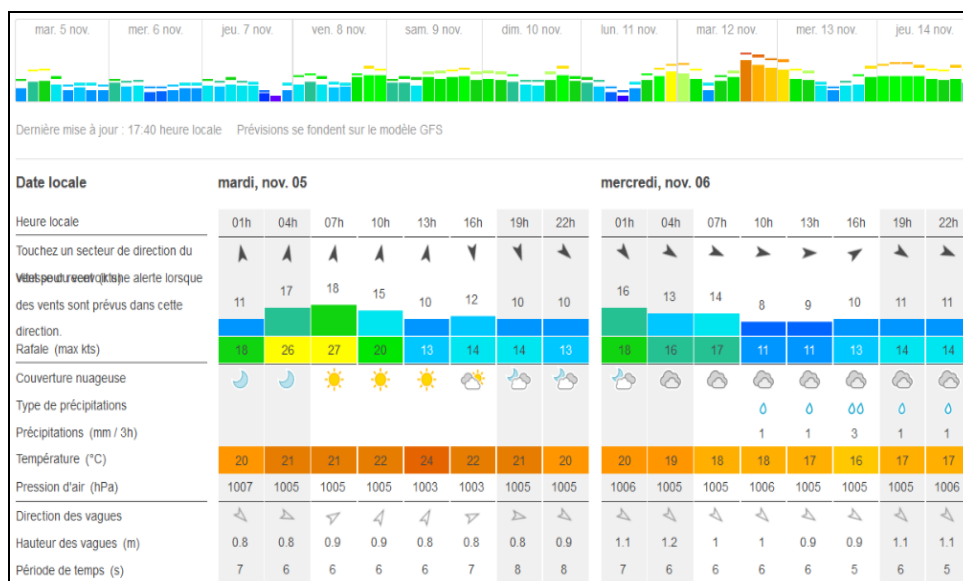 mar. 5 nov. mer. 6 nov. jeu. 7 nov. ven. 8 nov. sam. 9 nov. dim. 10 nov. lun. 11 nov. mar. 12 nov. mer. 13 nov. jeu. 14 nov.
Dernière mise à jour : 17:40 heure locale Prévisions se fondent sur le modèle GFS
Date locale mardi, nov. 05 mercredi, nov. 06
Heure locale 01h 04h 07h 10h 13h 16h 19h 22h 01h 04h 07h 10h 13h 16h 19h 22h
Touchez un secteur de direction du
une alerte lorsque
des vents sont prévus dans cette
direction.
11 17 18 15 10 12 10 10 16 13 14 8 9 10 11 11
Rafale (max kts) 18 26 27 20 13 14 14 13 18 16 17 11 11 13 14 14
Couverture nuageuse
Type de précipitations
Précipitations (mm / 3h) 1 1 3 1 1
Température (°C) 20 21 21 22 24 22 21 20 20 19 18 18 17 16 17 17
Pression d'air (hPa) 1007 1005 1005 1005 1003 1003 1005 1005 1006 1005 1005 1006 1005 1005 1005 1006
Direction des vagues
Hauteur des vagues (m) 0.8 0.8 0.9 0.9 0.8 0.8 0.8 0.9 1.1 1.2 1 1 0.9 0.9 1.1 1.1
Période de temps (s) 7 6 6 6 6 7 8 8 7 6 6 6 6 5 6 5